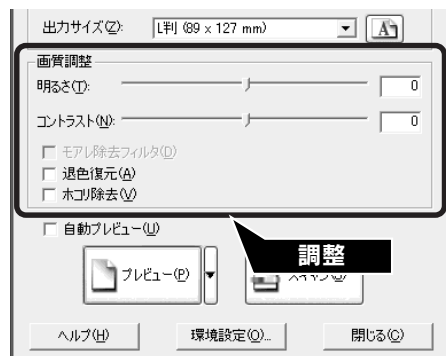 出力サイズ(Z): L判 (89 x 127 mm)
A
画質調整
明るさ(T): 0
コントラスト(N): 0
モアレ除去フィルタ(D)
退色復元(A)
ホコリ除去(V)
自動プレビュー(U)
調整
プレビュー(P)
ヘルプ(H) 環境設定(O)... 閉じる(C)